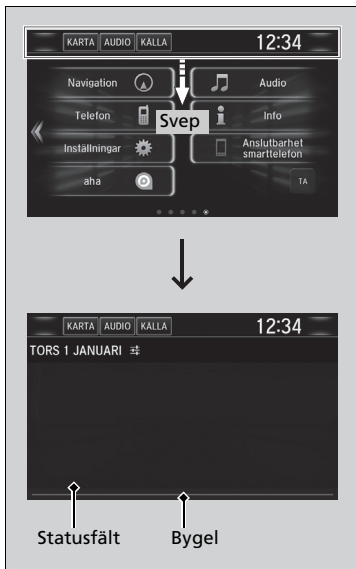 KARTA AUDIO KÄLLA 12:34
Navigation Audio
Telefon Info
Svep
Inställningar Anslutbarhet
smarttelefon
aha TA
KARTA AUDIO KÄLLA 12:34
TORS 1 JANUARI
Statusfält Bygel